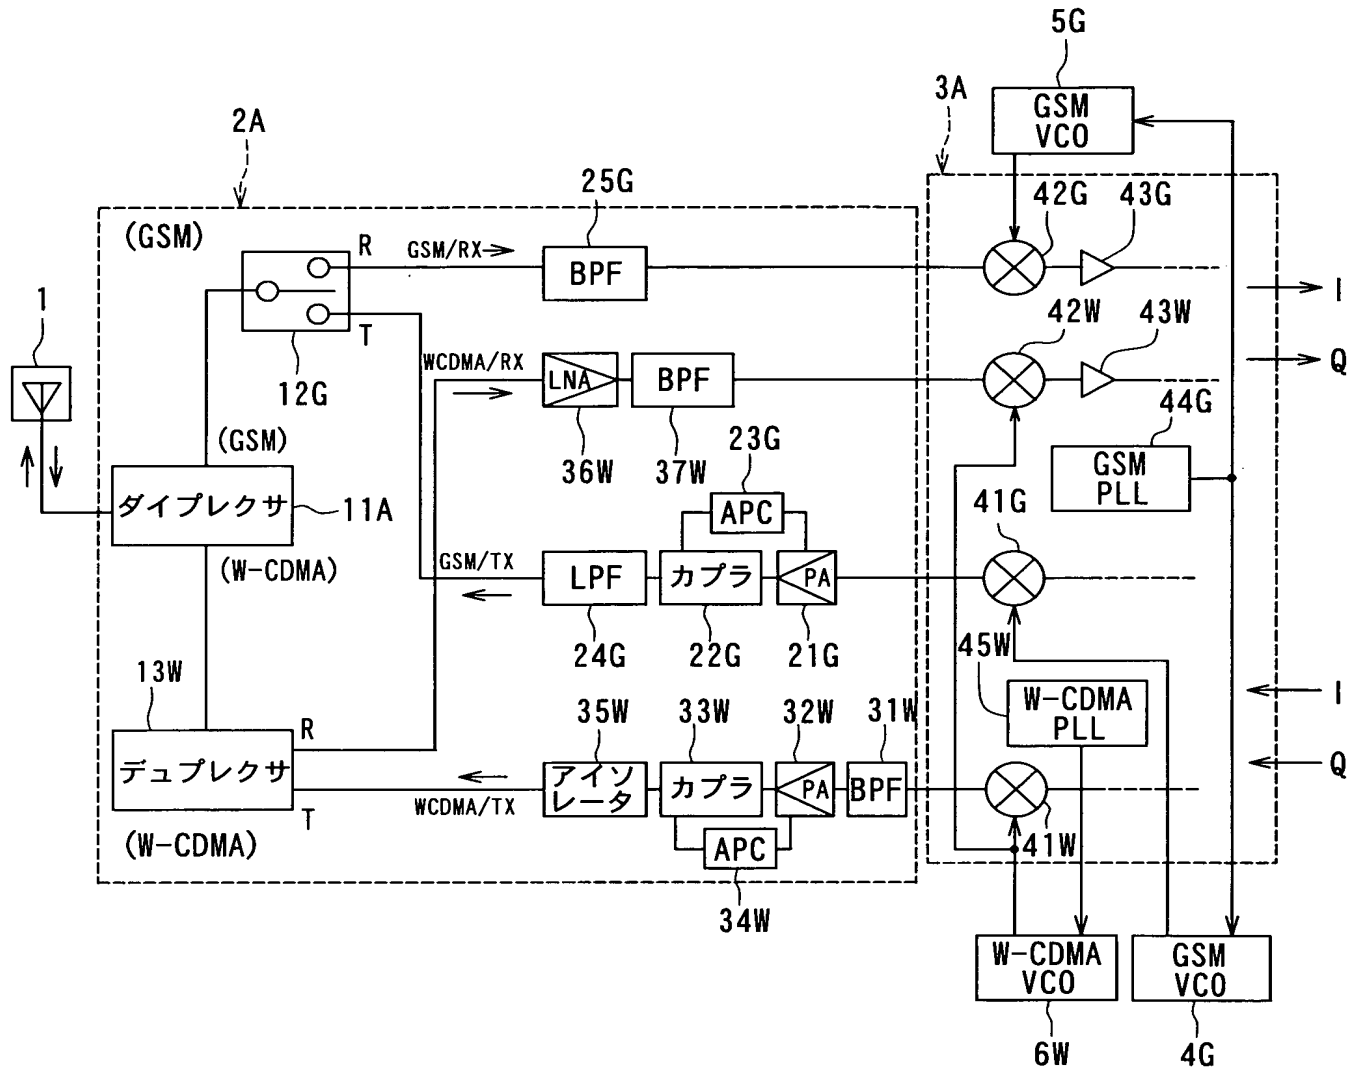 5G
GSM
VCO
3A
2A
25G
42G
43G
(GSM)
R
GSM/RX
BPF
I
1
T
12G
WCDMA/RX
LNA
BPF
42W
43W
Q
44G
(GSM)
36W
37W
23G
GSM
PLL
ダイプレクサ
11A
APC
41G
(W-CDMA)
GSM/TX
LPF
カプラ
PA
24G
22G
21G
45W
13W
35W
33W
32W
31W
W-CDMA
PLL
I
R
デュプレクサ
アイソ
レータ
カプラ
PA
BPF
Q
T
WCDMA/TX
(W-CDMA)
APC
41W
34W
W-CDMA
VCO
GSM
VCO
6W
4G